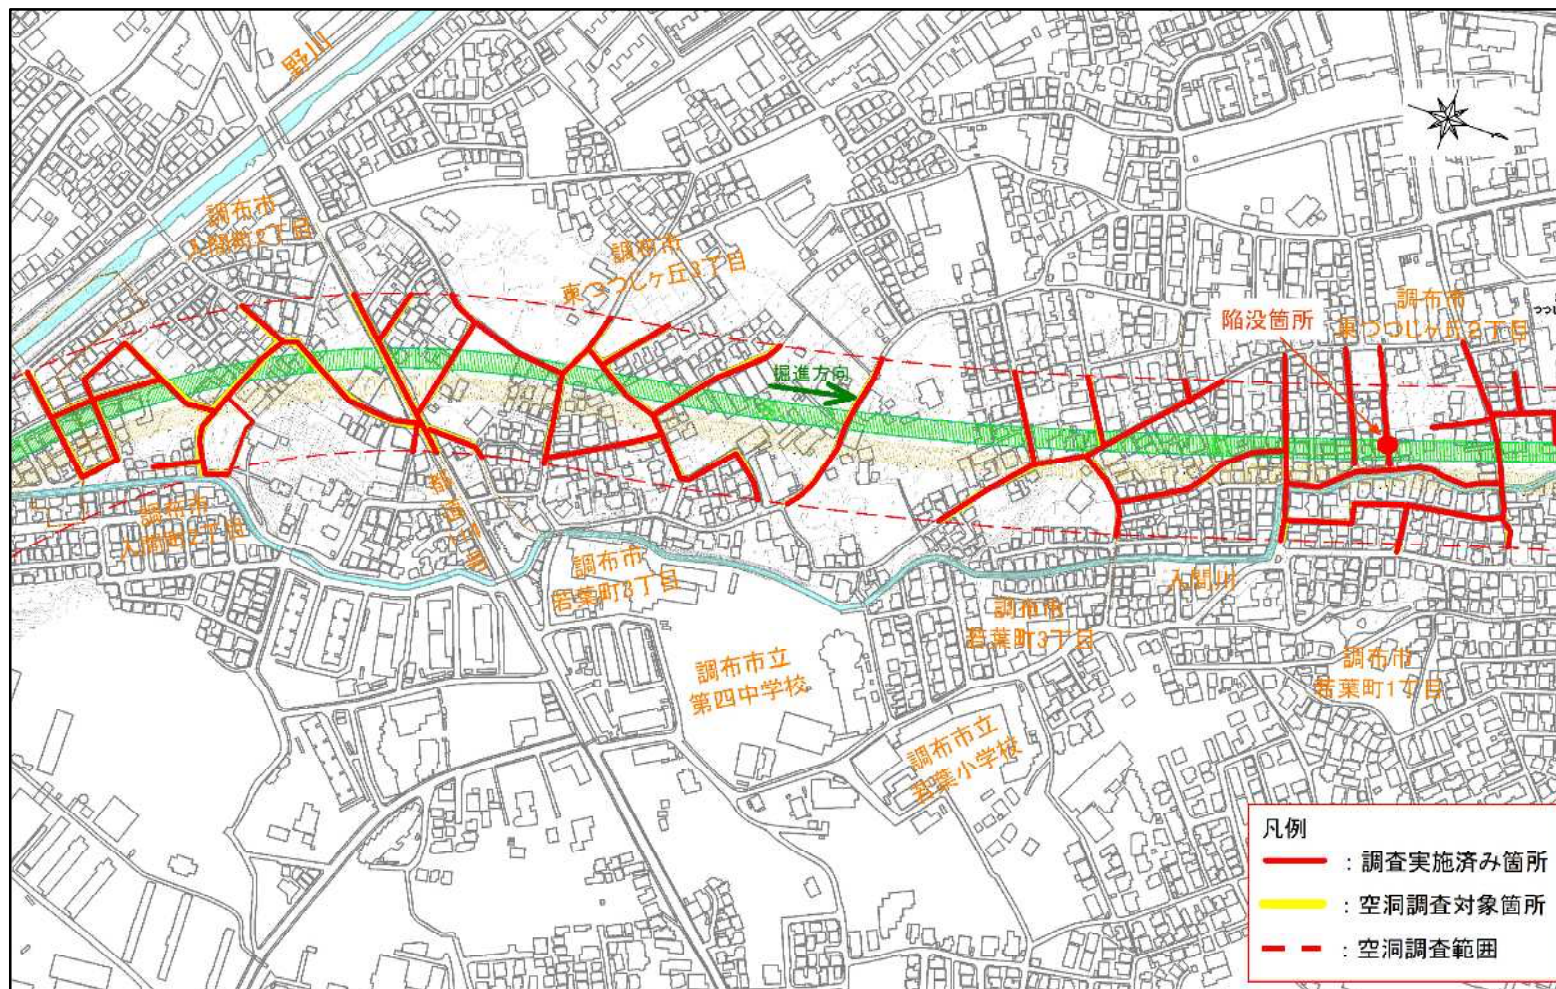 野川
調布市
入間町2丁目
調布市
東つつじヶ丘3丁目
陥没箇所
調布市
東つつじヶ丘2丁目
掘進方向
調布市
入間町2丁目
調布市
若葉町3丁目
入間川
調布市
若葉町3丁目
調布市
若葉町1丁目
調布市立
第四中学校
調布市立
若葉小学校
凡例
：調査実施済み箇所
：空洞調査対象箇所
：空洞調査範囲